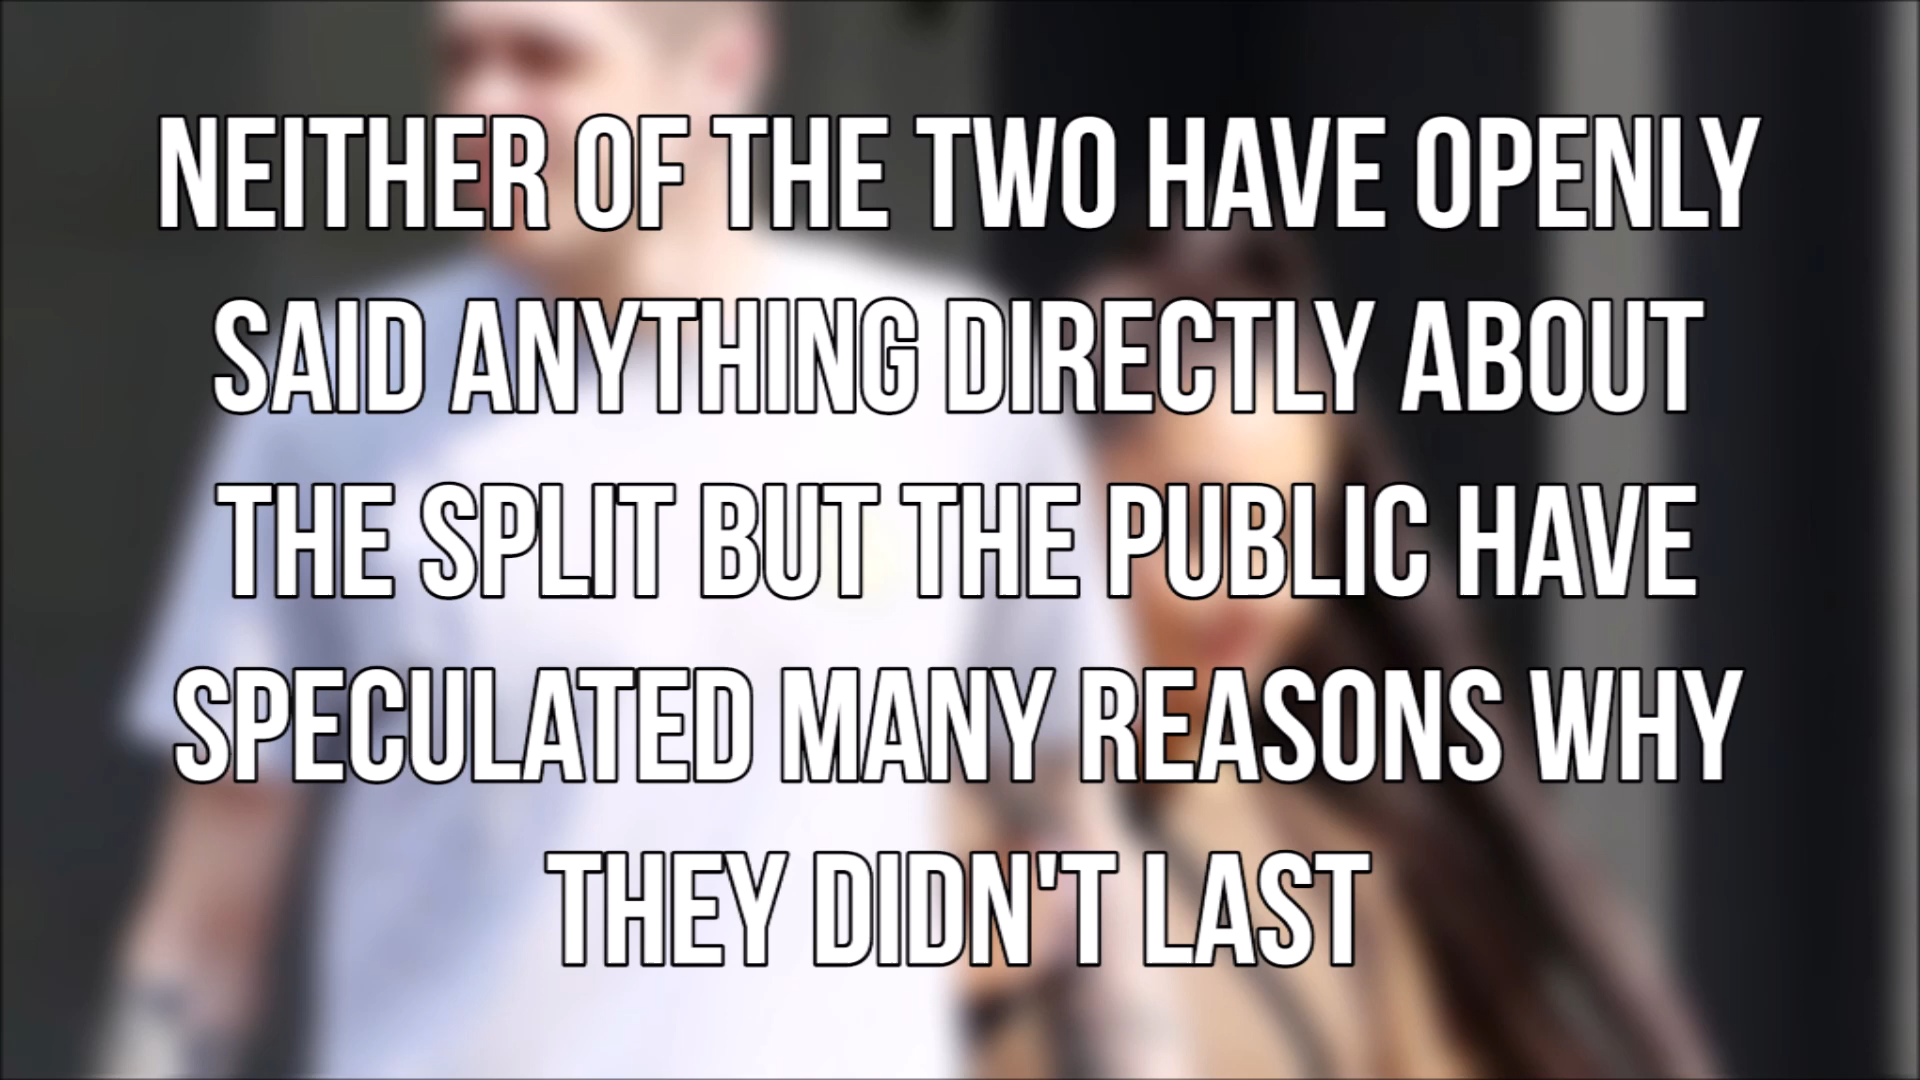 NEITHER OF THE TWO HAVE OPENLY
SAID ANYTHING DIRECTLY ABOUT
THE SPLIT BUT THE PUBLIC HAVE
SPECULATED MANY REASONS WHY
THEY DIDN'T LAST